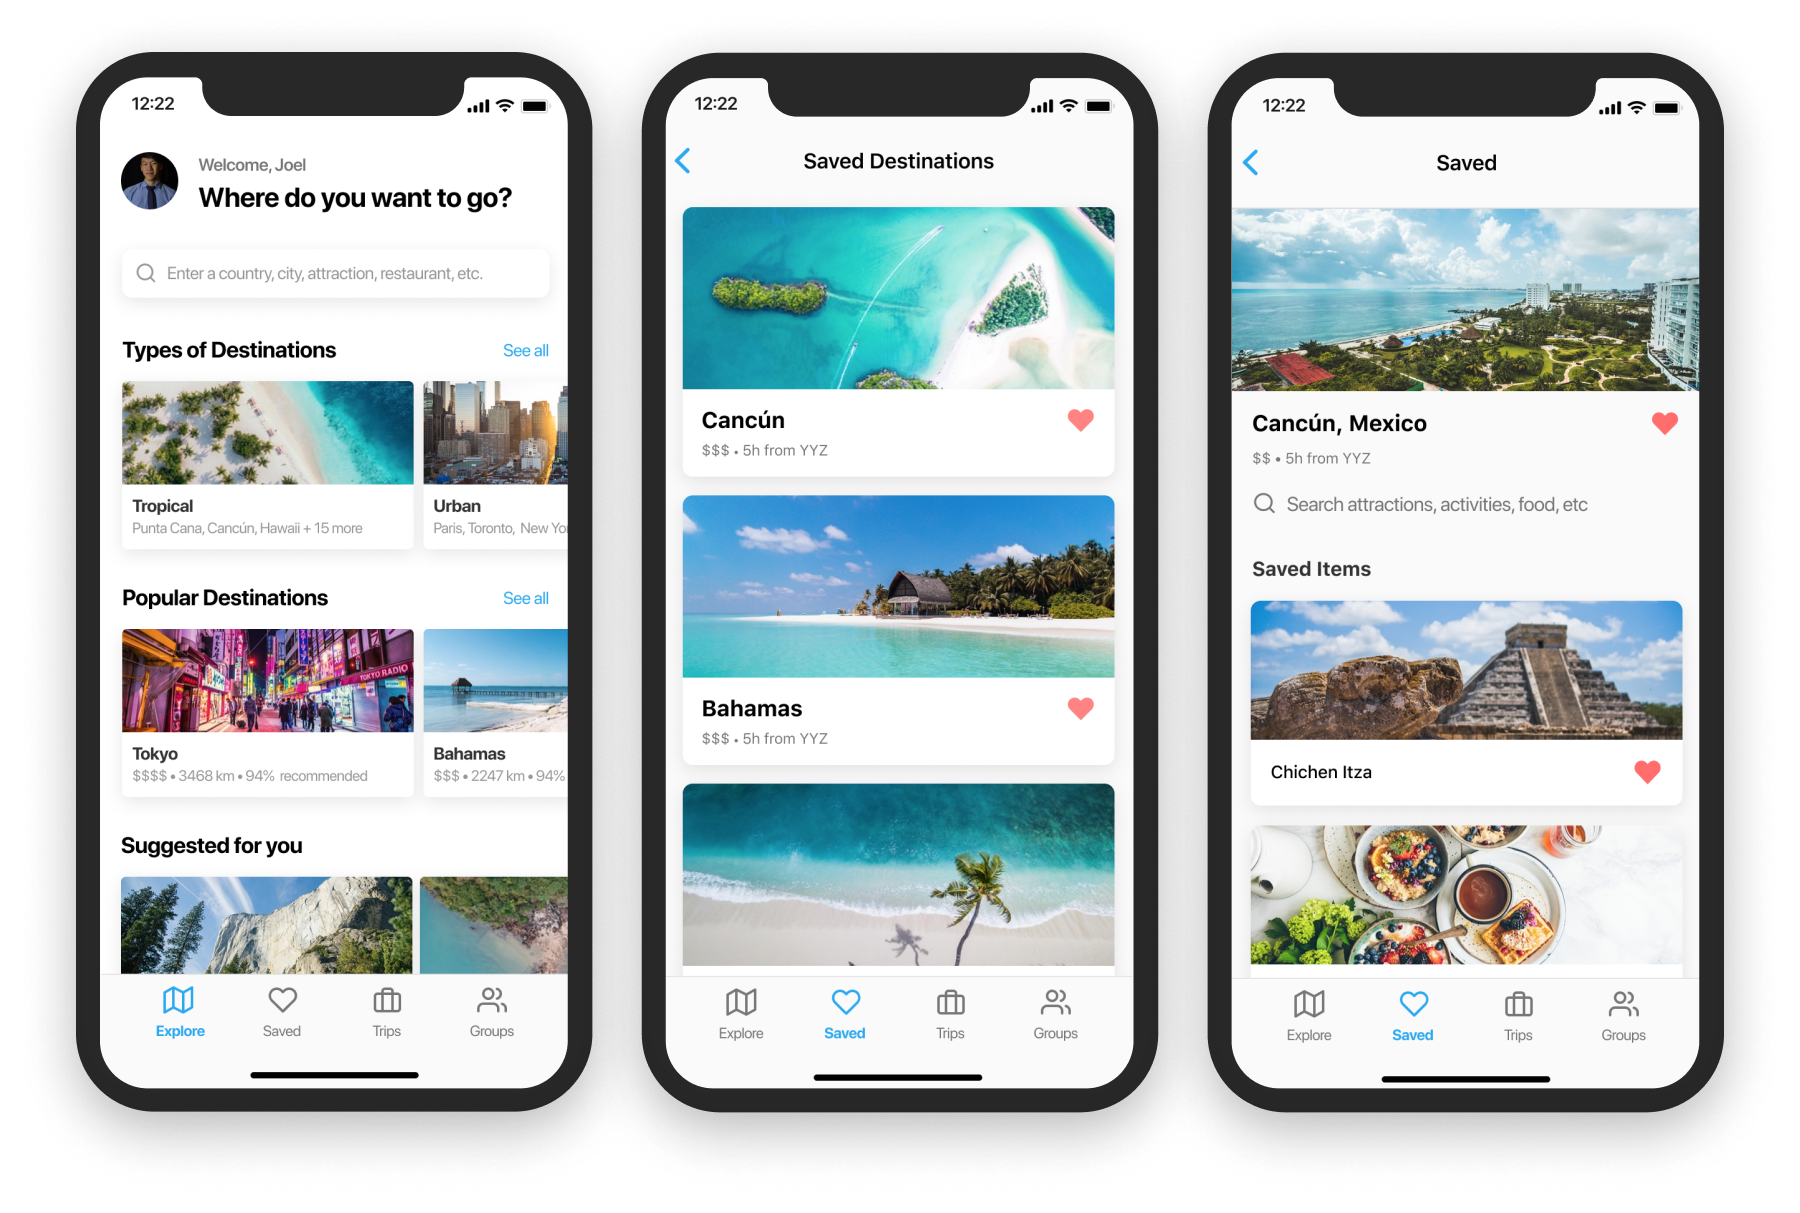 12:22
Welcome, Joel
Where do you want to go?
Enter a country, city, attraction, restaurant, etc.
Types of Destinations
See all
Tropical
Punta Cana, Cancún, Hawaii + 15 more
Urban
Paris, Toronto, New Yo
Popular Destinations
See all
TOKYO RADIO
Tokyo
$$$$ • 3468 km • 94% recommended
Bahamas
$$$ • 2247 km • 94%
Suggested for you
Explore
Saved
Trips
Groups
12:22
Saved Destinations
Cancún
$$$ • 5h from YYZ
Bahamas
$$$ • 5h from YYZ
Explore
Saved
Trips
Groups
12:22
Saved
Cancún, Mexico
$$ • 5h from YYZ
Search attractions, activities, food, etc
Saved Items
Chichen Itza
Explore
Saved
Trips
Groups